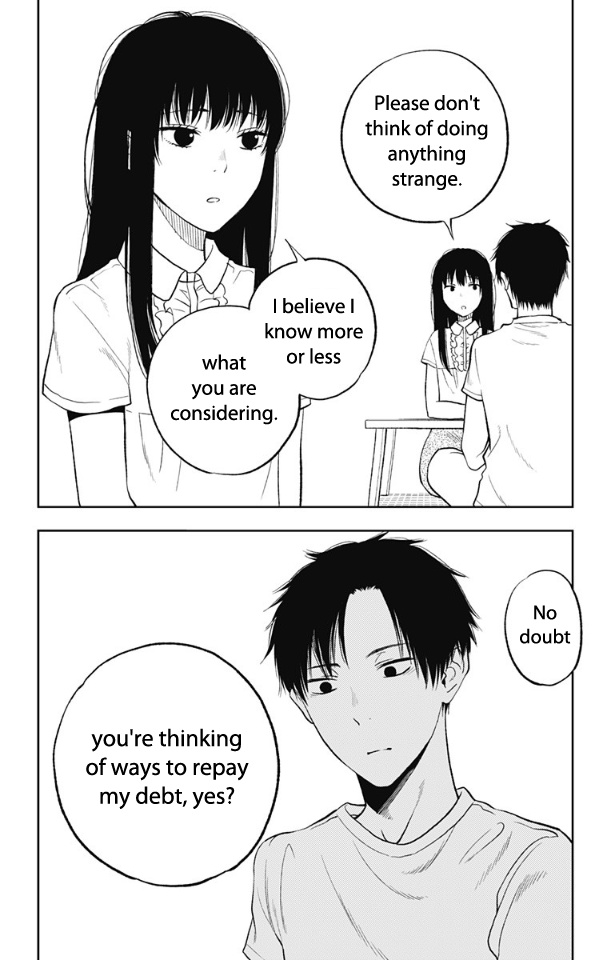 Please don't
think of doing
anything
strange.
I believe I
know more
or less
what
you are
considering.
No
doubt
you're thinking
of ways to repay
my debt, yes?